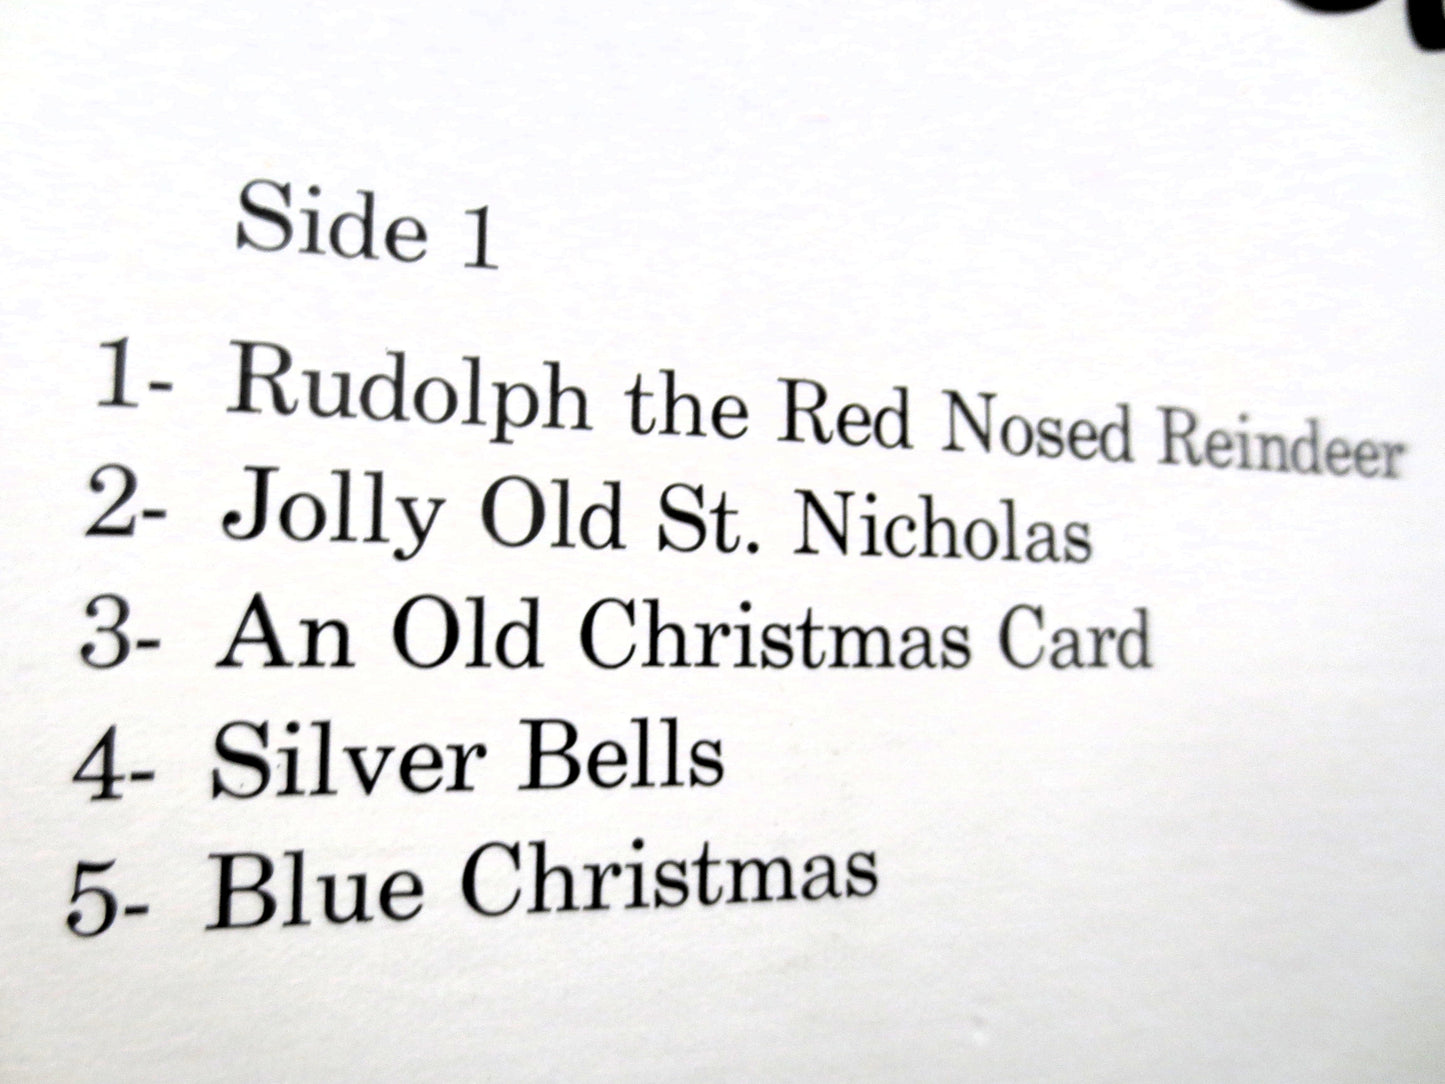 Side 1
1- Rudolph the Red Nosed Reindeer
2- Jolly Old St. Nicholas
3- An Old Christmas Card
4- Silver Bells
5- Blue Christmas